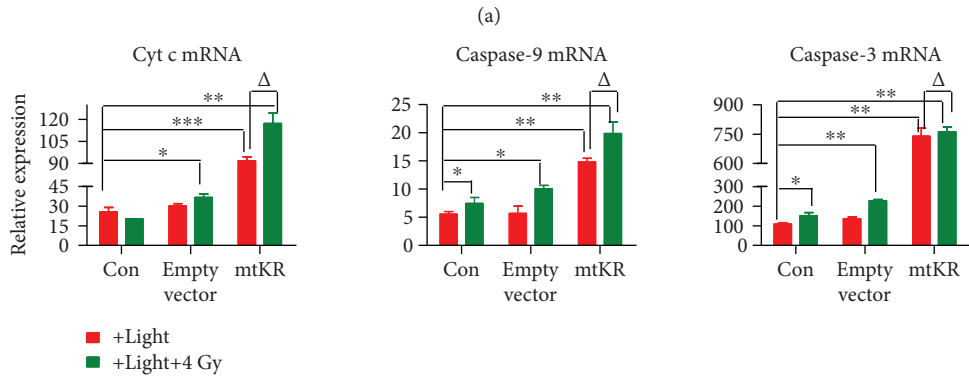 (a)
Cyt c mRNA
Relative expression
120
105
90
45
30
15
0
**
***
*
Δ
Con
Empty
vector
mtKR
Caspase-9 mRNA
25
20
15
10
5
0
**
**
*
*
Δ
Con
Empty
vector
mtKR
Caspase-3 mRNA
900
750
600
200
100
0
300
**
**
**
*
Δ
Con
Empty
vector
mtKR
+Light
+Light+4 Gy